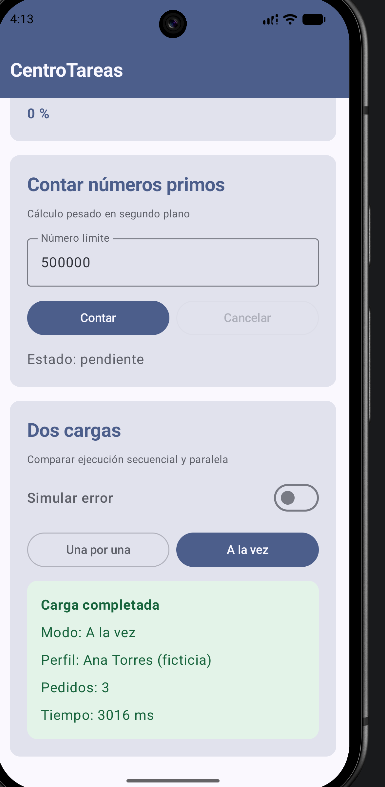 4:13
CentroTareas
0 %
Contar números primos
Cálculo pesado en segundo plano
Número límite
500000
Contar Cancelar
Estado: pendiente
Dos cargas
Comparar ejecución secuencial y paralela
Simular error
Una por una A la vez
Carga completada
Modo: A la vez
Perfil: Ana Torres (ficticia)
Pedidos: 3
Tiempo: 3016 ms